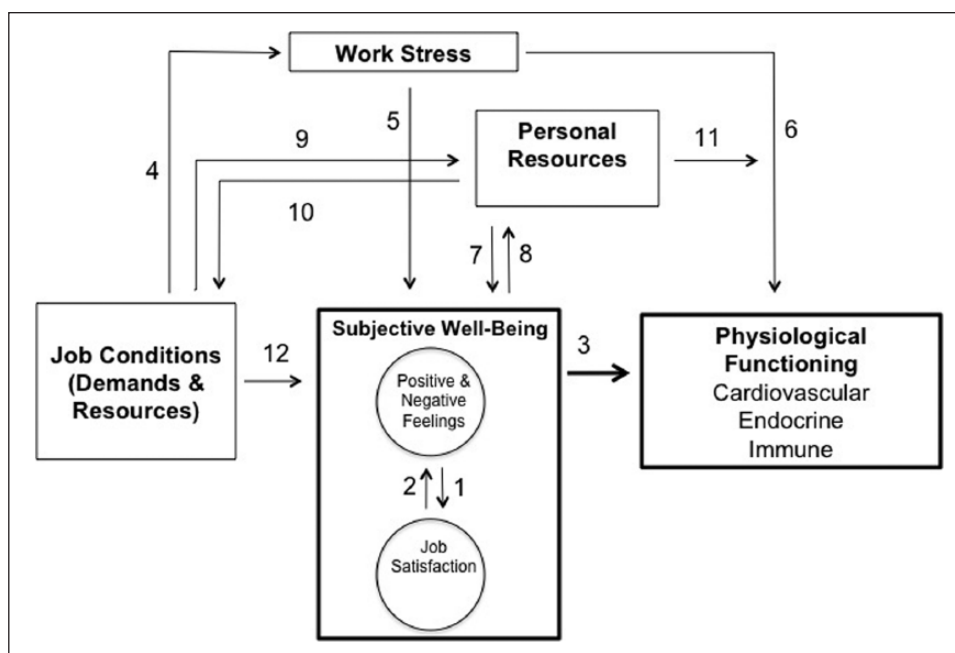 Work Stress
5
Personal
Resources
11
6
9
4
10
7
8
Job Conditions
(Demands &
Resources)
12
Subjective Well-Being
Positive &
Negative
Feelings
2
1
Job
Satisfaction
3
Physiological
Functioning
Cardiovascular
Endocrine
Immune